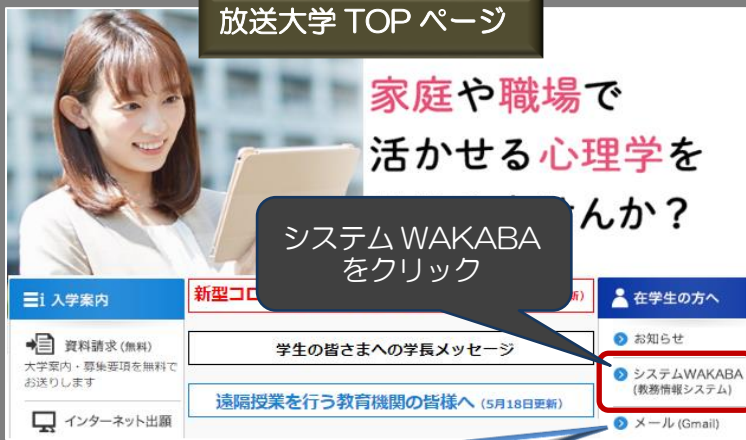 放送大学 TOP ページ
家庭や職場で
活かせる心理学を
んか？
システム WAKABA
をクリック
入学案内
資料請求 (無料)
大学案内・募集要項を無料で
お送りします
インターネット出願
新型コロ
学生の皆さまへの学長メッセージ
遠隔授業を行う教育機関の皆様へ (5月18日更新)
在学生の方へ
お知らせ
システムWAKABA
(教務情報システム)
メール (Gmail)